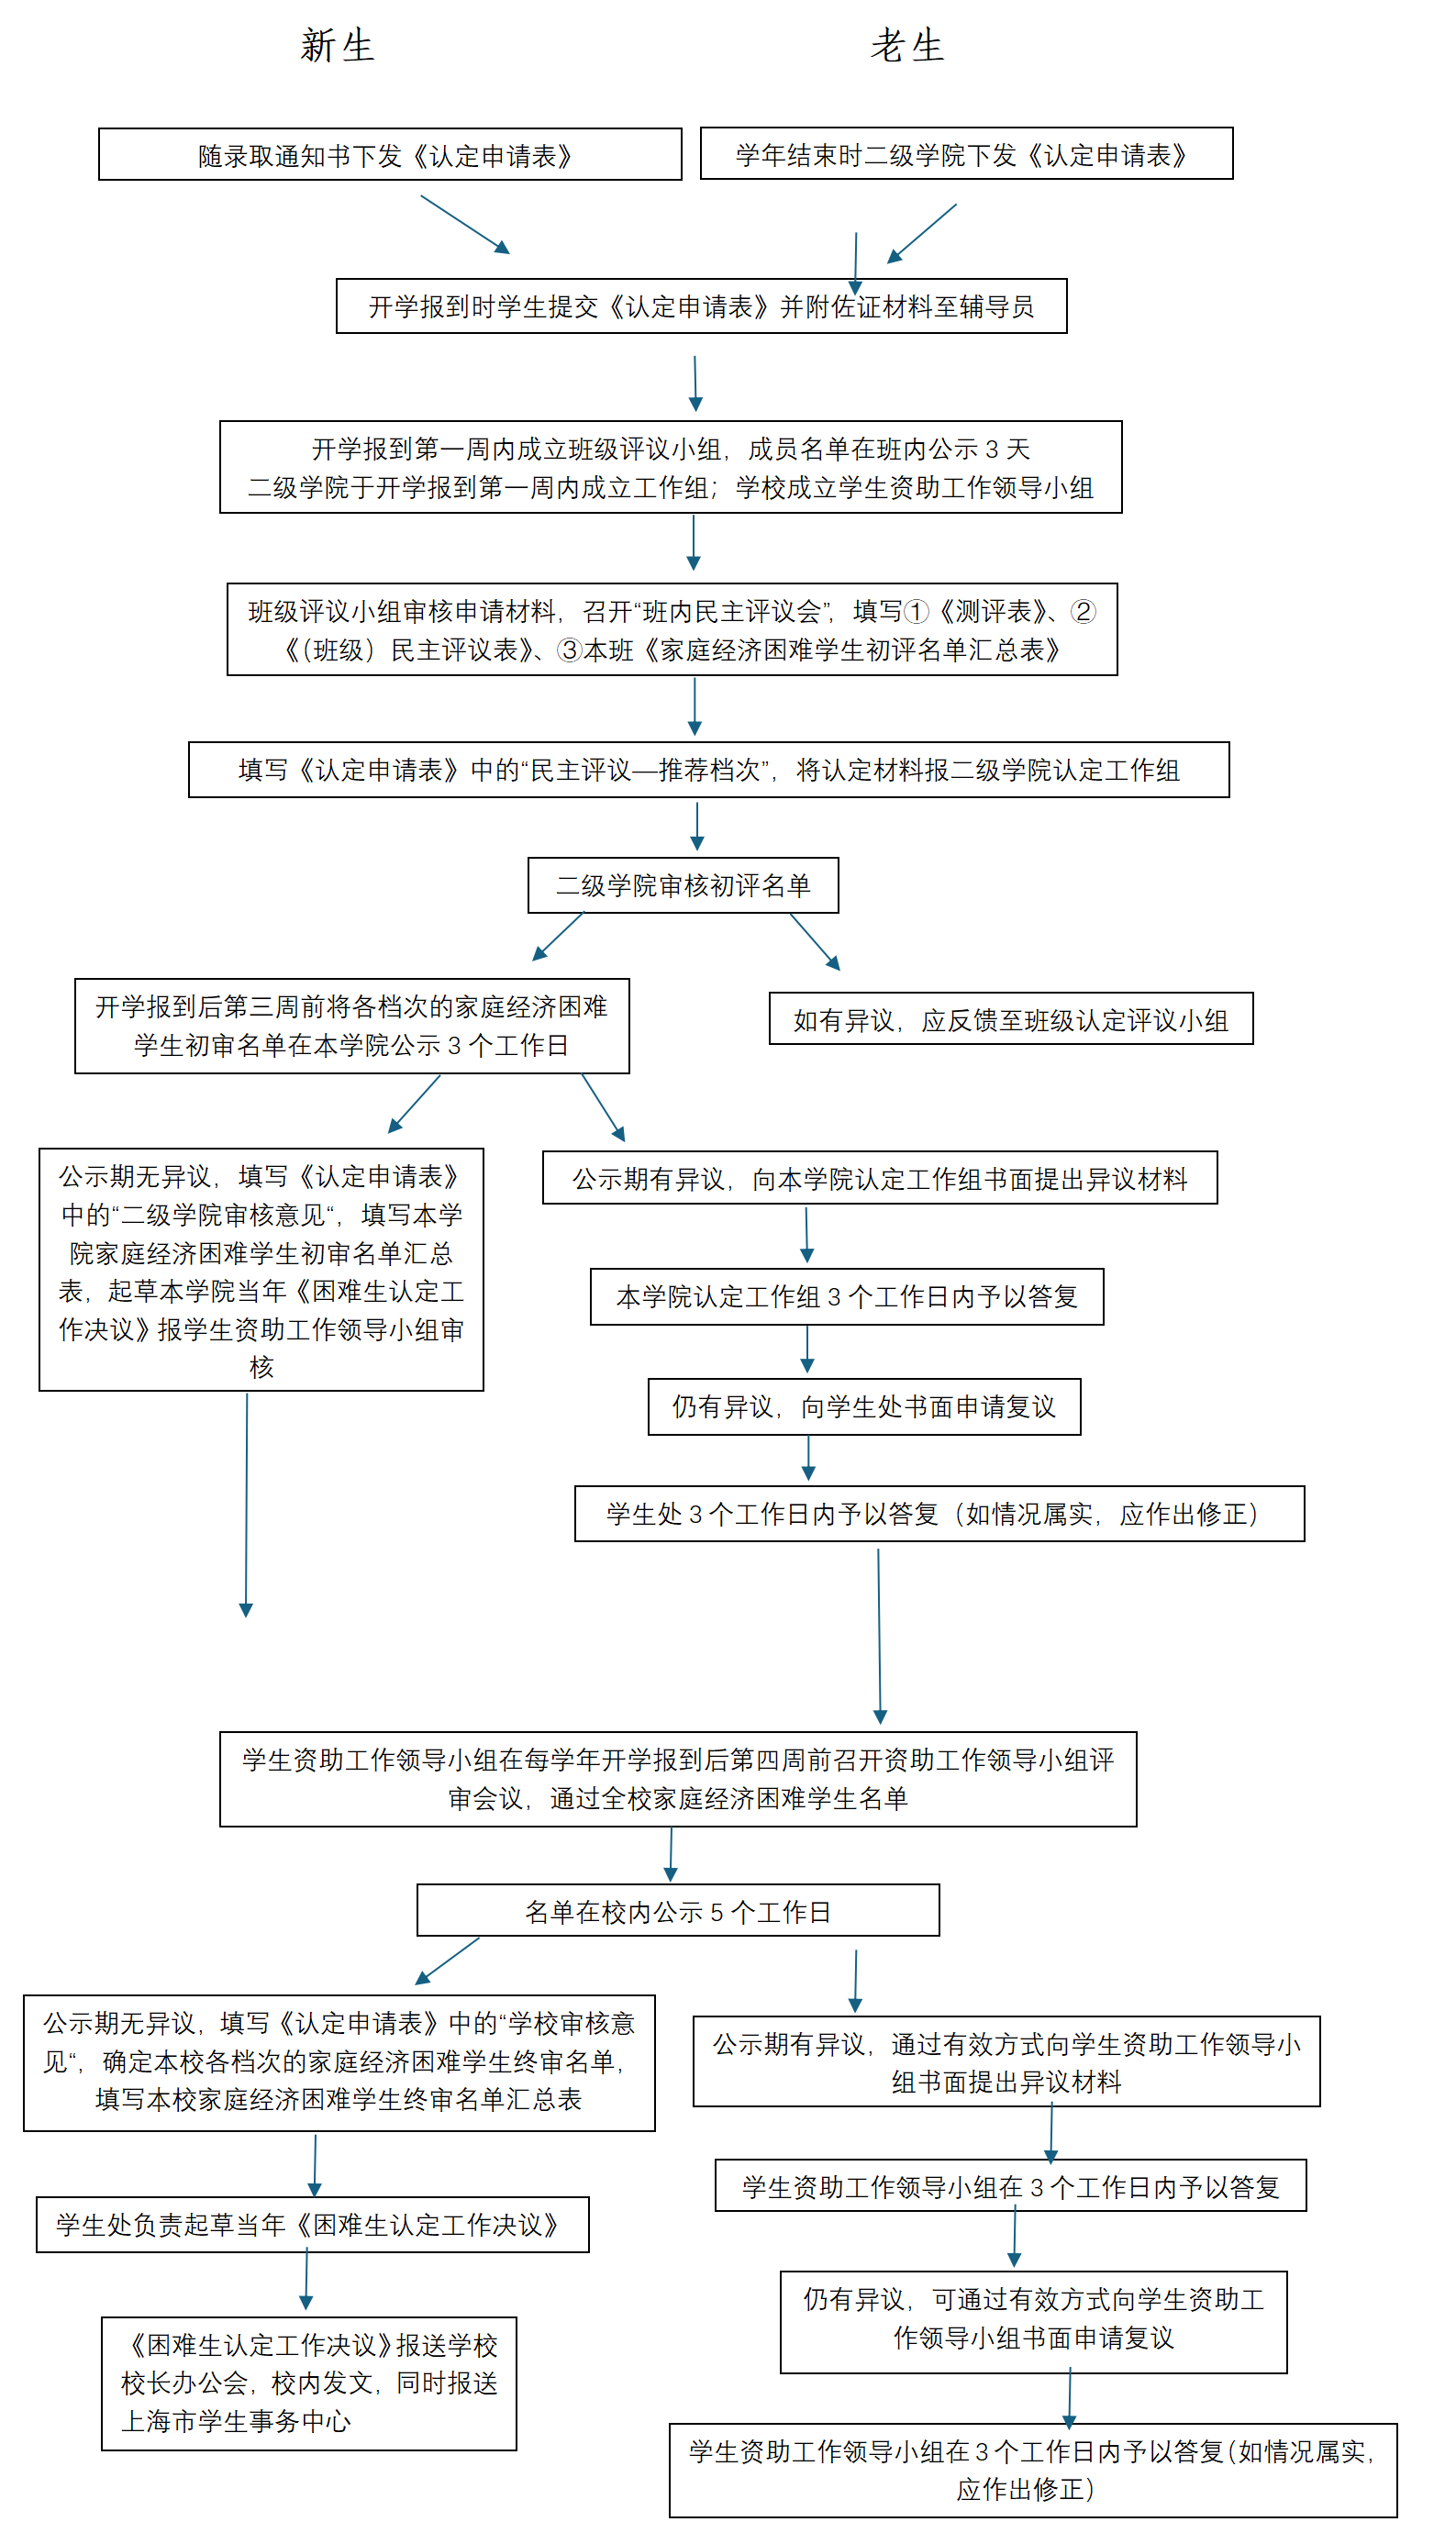 新生
老生
随录取通知书下发《认定申请表》
学年结束时二级学院下发《认定申请表》
开学报到时学生提交《认定申请表》并附佐证材料至辅导员
开学报到第一周内成立班级评议小组，成员名单在班内公示 3 天
二级学院于开学报到第一周内成立工作组；学校成立学生资助工作领导小组
班级评议小组审核申请材料，召开“班内民主评议会”，填写①《测评表》、②
《（班级）民主评议表》、③本班《家庭经济困难学生初评名单汇总表》
填写《认定申请表》中的“民主评议—推荐档次”，将认定材料报二级学院认定工作组
二级学院审核初评名单
开学报到后第三周前将各档次的家庭经济困难
学生初审名单在本学院公示 3 个工作日
如有异议，应反馈至班级认定评议小组
公示期无异议，填写《认定申请表》
中的“二级学院审核意见“，填写本学
院家庭经济困难学生初审名单汇总
表，起草本学院当年《困难生认定工
作决议》报学生资助工作领导小组审
核
公示期有异议，向本学院认定工作组书面提出异议材料
本学院认定工作组 3 个工作日内予以答复
仍有异议，向学生处书面申请复议
学生处 3 个工作日内予以答复（如情况属实，应作出修正）
学生资助工作领导小组在每学年开学报到后第四周前召开资助工作领导小组评
审会议，通过全校家庭经济困难学生名单
名单在校内公示 5 个工作日
公示期无异议，填写《认定申请表》中的“学校审核意
见“，确定本校各档次的家庭经济困难学生终审名单，
填写本校家庭经济困难学生终审名单汇总表
公示期有异议，通过有效方式向学生资助工作领导小
组书面提出异议材料
学生资助工作领导小组在 3 个工作日内予以答复
学生处负责起草当年《困难生认定工作决议》
仍有异议，可通过有效方式向学生资助工
作领导小组书面申请复议
《困难生认定工作决议》报送学校
校长办公会，校内发文，同时报送
上海市学生事务中心
学生资助工作领导小组在 3 个工作日内予以答复（如情况属实，
应作出修正）